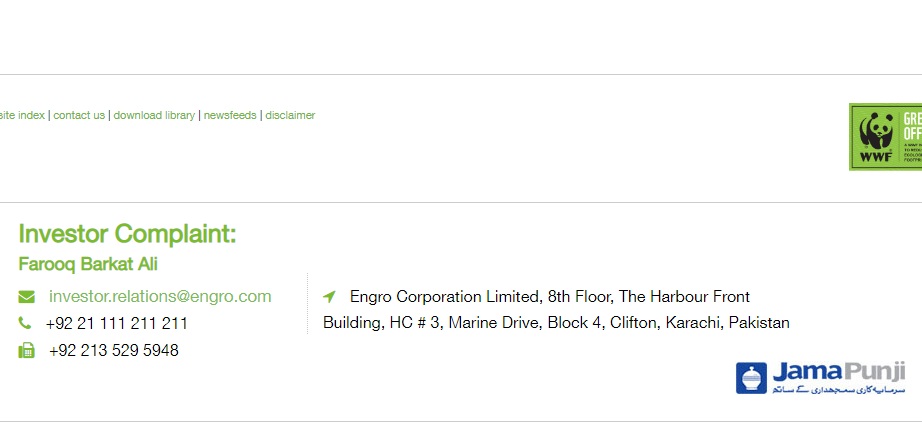 site index | contact us | download library | newsfeeds | disclaimer
GRE
OFF
WWF
Investor Complaint:
Farooq Barkat Ali
investor.relations@engro.com
+92 21 111 211 211
+92 213 529 5948
Engro Corporation Limited, 8th Floor, The Harbour Front
Building, HC # 3, Marine Drive, Block 4, Clifton, Karachi, Pakistan
JamaPunji
سرمایہ کاری سمجھداری کے ساتھ